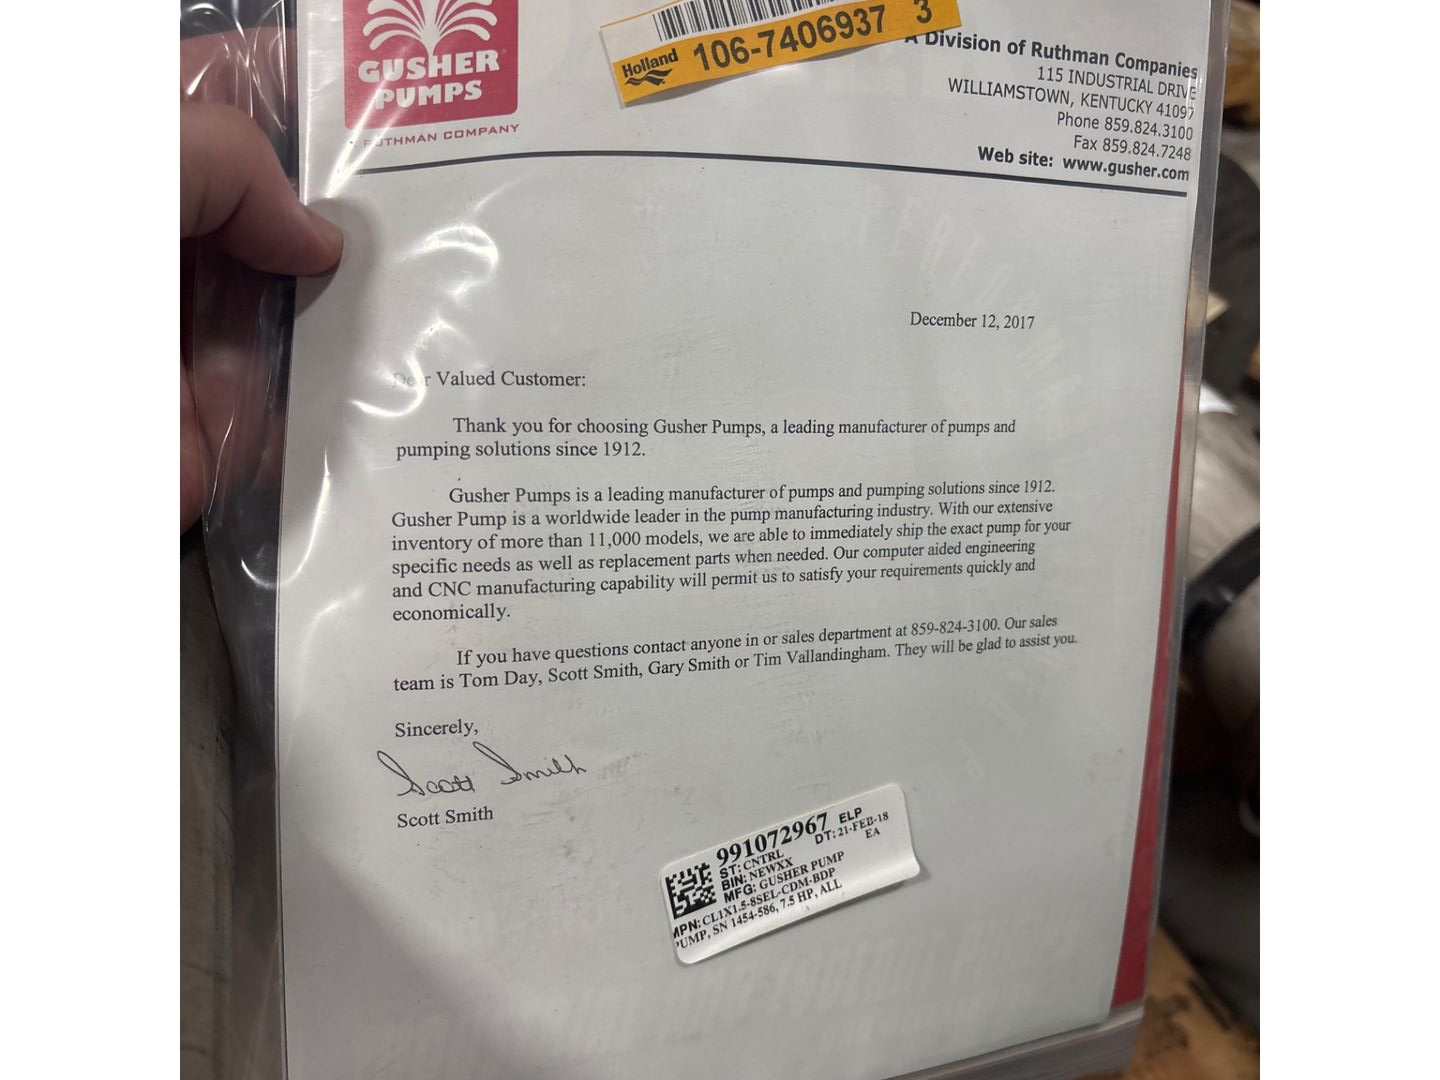 GUSHER
PUMPS
RUTHMAN COMPANY
Holland
106-7406937 3
A Division of Ruthman Companies
115 INDUSTRIAL DRIVE
WILLIAMSTOWN, KENTUCKY 41097
Phone 859.824.3100
Fax 859.824.7248
Web site: www.gusher.com
December 12, 2017
Dear Valued Customer:
Thank you for choosing Gusher Pumps, a leading manufacturer of pumps and
pumping solutions since 1912.
Gusher Pumps is a leading manufacturer of pumps and pumping solutions since 1912.
Gusher Pump is a worldwide leader in the pump manufacturing industry. With our extensive
inventory of more than 11,000 models, we are able to immediately ship the exact pump for your
specific needs as well as replacement parts when needed. Our computer aided engineering
and CNC manufacturing capability will permit us to satisfy your requirements quickly and
economically.
If you have questions contact anyone in or sales department at 859-824-3100. Our sales
team is Tom Day, Scott Smith, Gary Smith or Tim Vallandingham. They will be glad to assist you.
Sincerely,
Scott Smith
Scott Smith
991072967 ELP
ST: CNTRL DT: 21-FEB-18
BIN: NEWXX EA
MFG: GUSHER PUMP
MPN: CL1X1.5-8SEL-CDM-BDP
PUMP, SN 1454-586, 7.5 HP, ALL